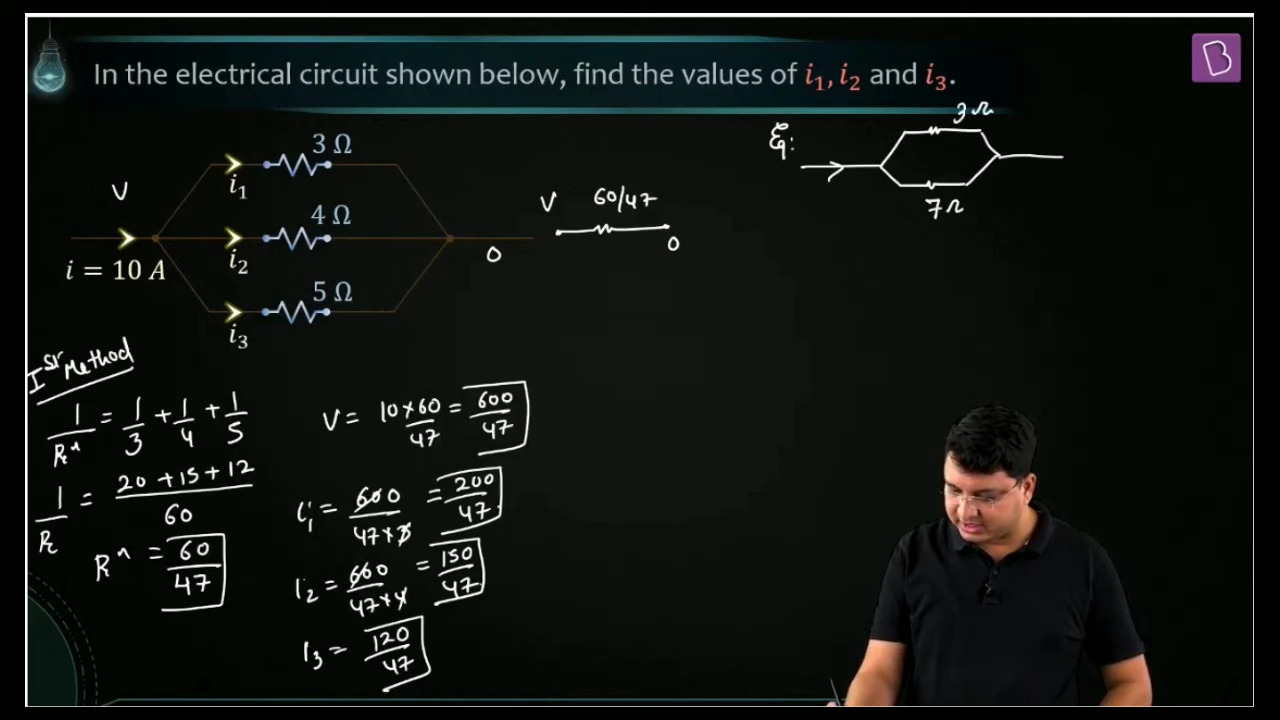 In the electrical circuit shown below, find the values of i₁, i₂ and i₃.
B
3 Ω
i₁
V
4 Ω
i₂
i = 10 A
0
5 Ω
i₃
V 60/47
0
Eg:
3Ω
7Ω
Iˢᵗ Method
1/Rⁿ = 1/3 + 1/4 + 1/5
1/R = (20 + 15 + 12)/60
Rⁿ = 60/47
V = 10×60/47 = 600/47
i₁ = 600/(47×3) = 200/47
i₂ = 600/(47×4) = 150/47
i₃ = 120/47